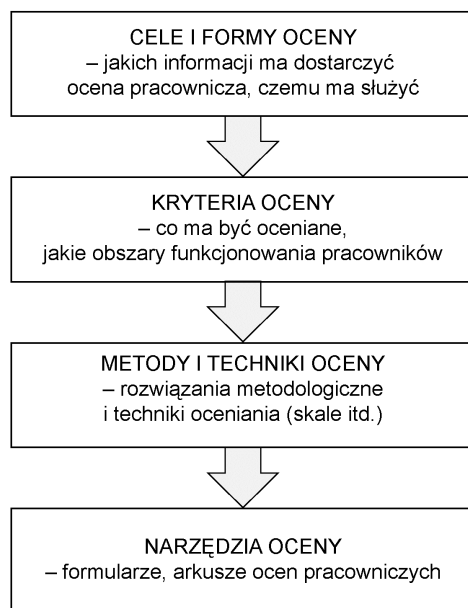 CELE I FORMY OCENY
– jakich informacji ma dostarczyć
ocena pracownicza, czemu ma służyć
KRYTERIA OCENY
– co ma być oceniane,
jakie obszary funkcjonowania pracowników
METODY I TECHNIKI OCENY
– rozwiązania metodologiczne
i techniki oceniania (skale itd.)
NARZĘDZIA OCENY
– formularze, arkusze ocen pracowniczych